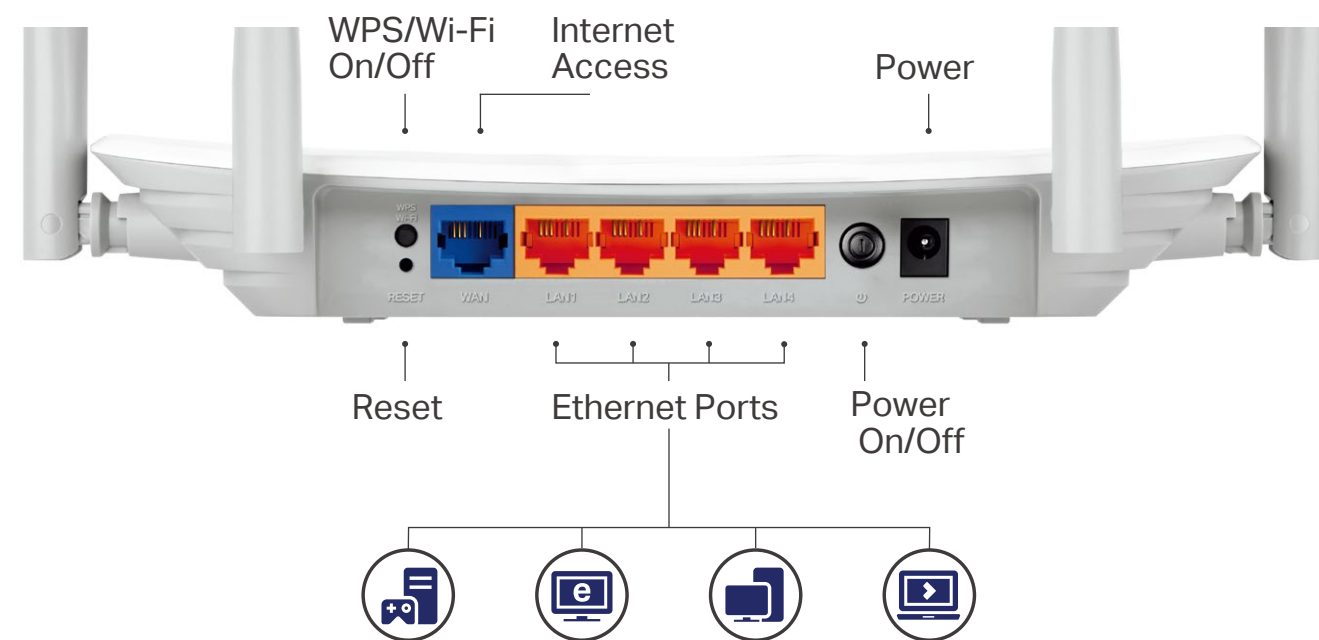 WPS/Wi-Fi
On/Off
Internet
Access
Power
WPS
Wi-Fi
RESET
WAN
LAN1
LAN2
LAN3
LAN4
POWER
Reset
Ethernet Ports
Power
On/Off
e